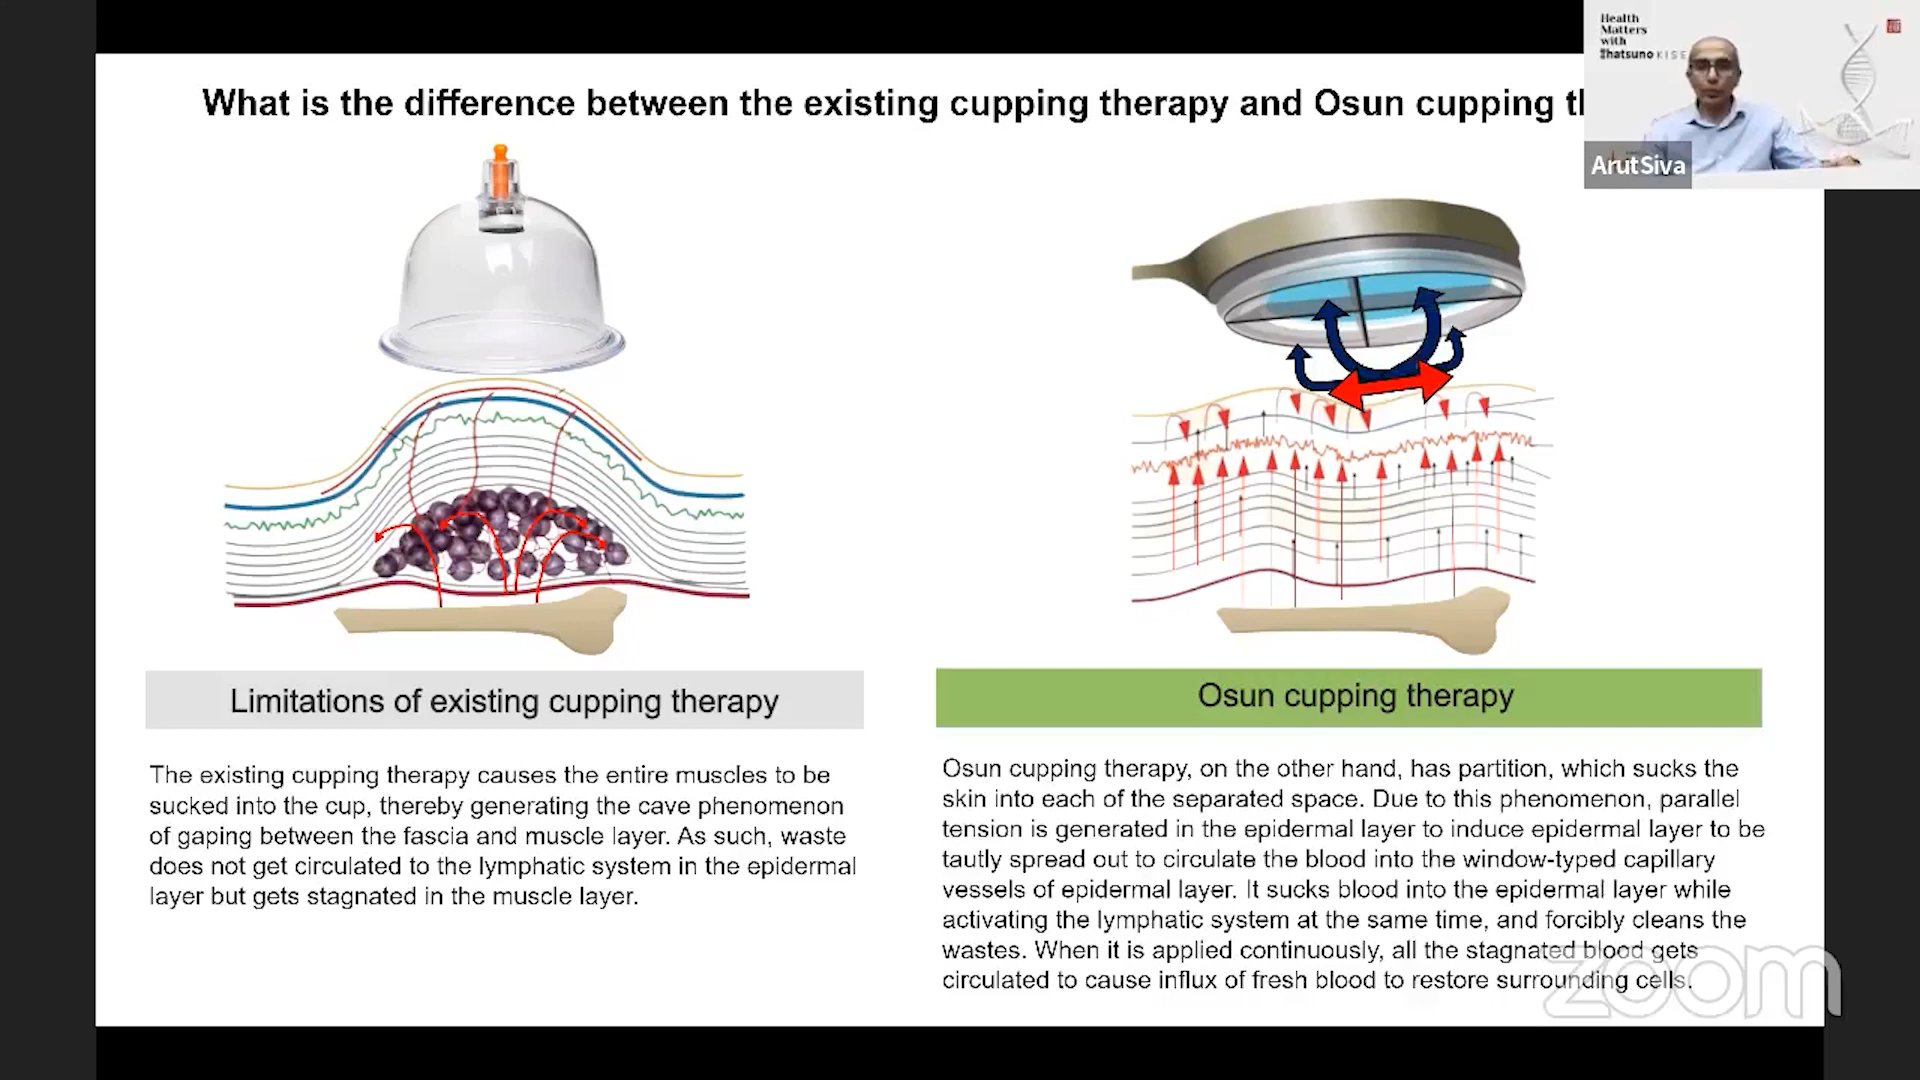 Health
Matters
with
hatsuno KISE
What is the difference between the existing cupping therapy and Osun cupping
ArutSiva
Limitations of existing cupping therapy
The existing cupping therapy causes the entire muscles to be
sucked into the cup, thereby generating the cave phenomenon
of gaping between the fascia and muscle layer. As such, waste
does not get circulated to the lymphatic system in the epidermal
layer but gets stagnated in the muscle layer.
Osun cupping therapy
Osun cupping therapy, on the other hand, has partition, which sucks the
skin into each of the separated space. Due to this phenomenon, parallel
tension is generated in the epidermal layer to induce epidermal layer to be
tautly spread out to circulate the blood into the window-typed capillary
vessels of epidermal layer. It sucks blood into the epidermal layer while
activating the lymphatic system at the same time, and forcibly cleans the
wastes. When it is applied continuously, all the stagnated blood gets
circulated to cause influx of fresh blood to restore surrounding cells.
zoom